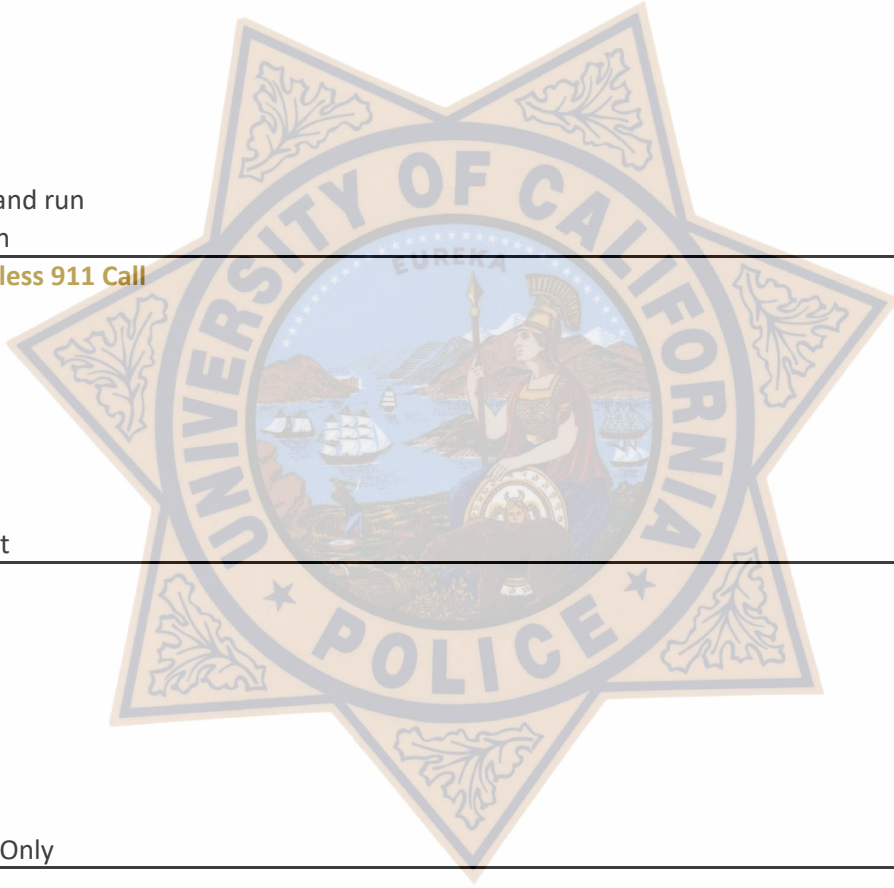 and run
n
less 911 Call
t
Only
UNIVERSITY OF CALIFORNIA
EUREKA
POLICE